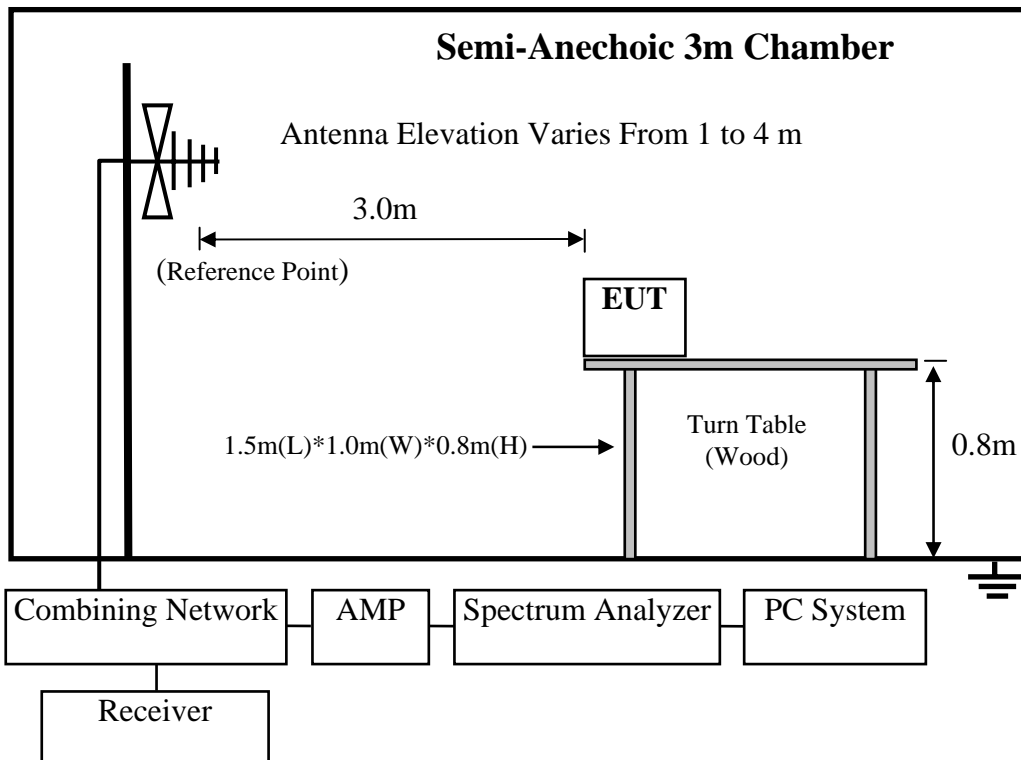 Semi-Anechoic 3m Chamber
Antenna Elevation Varies From 1 to 4 m
3.0m
(Reference Point)
EUT
1.5m(L)*1.0m(W)*0.8m(H)
Turn Table
(Wood)
0.8m
Combining Network
AMP
Spectrum Analyzer
PC System
Receiver